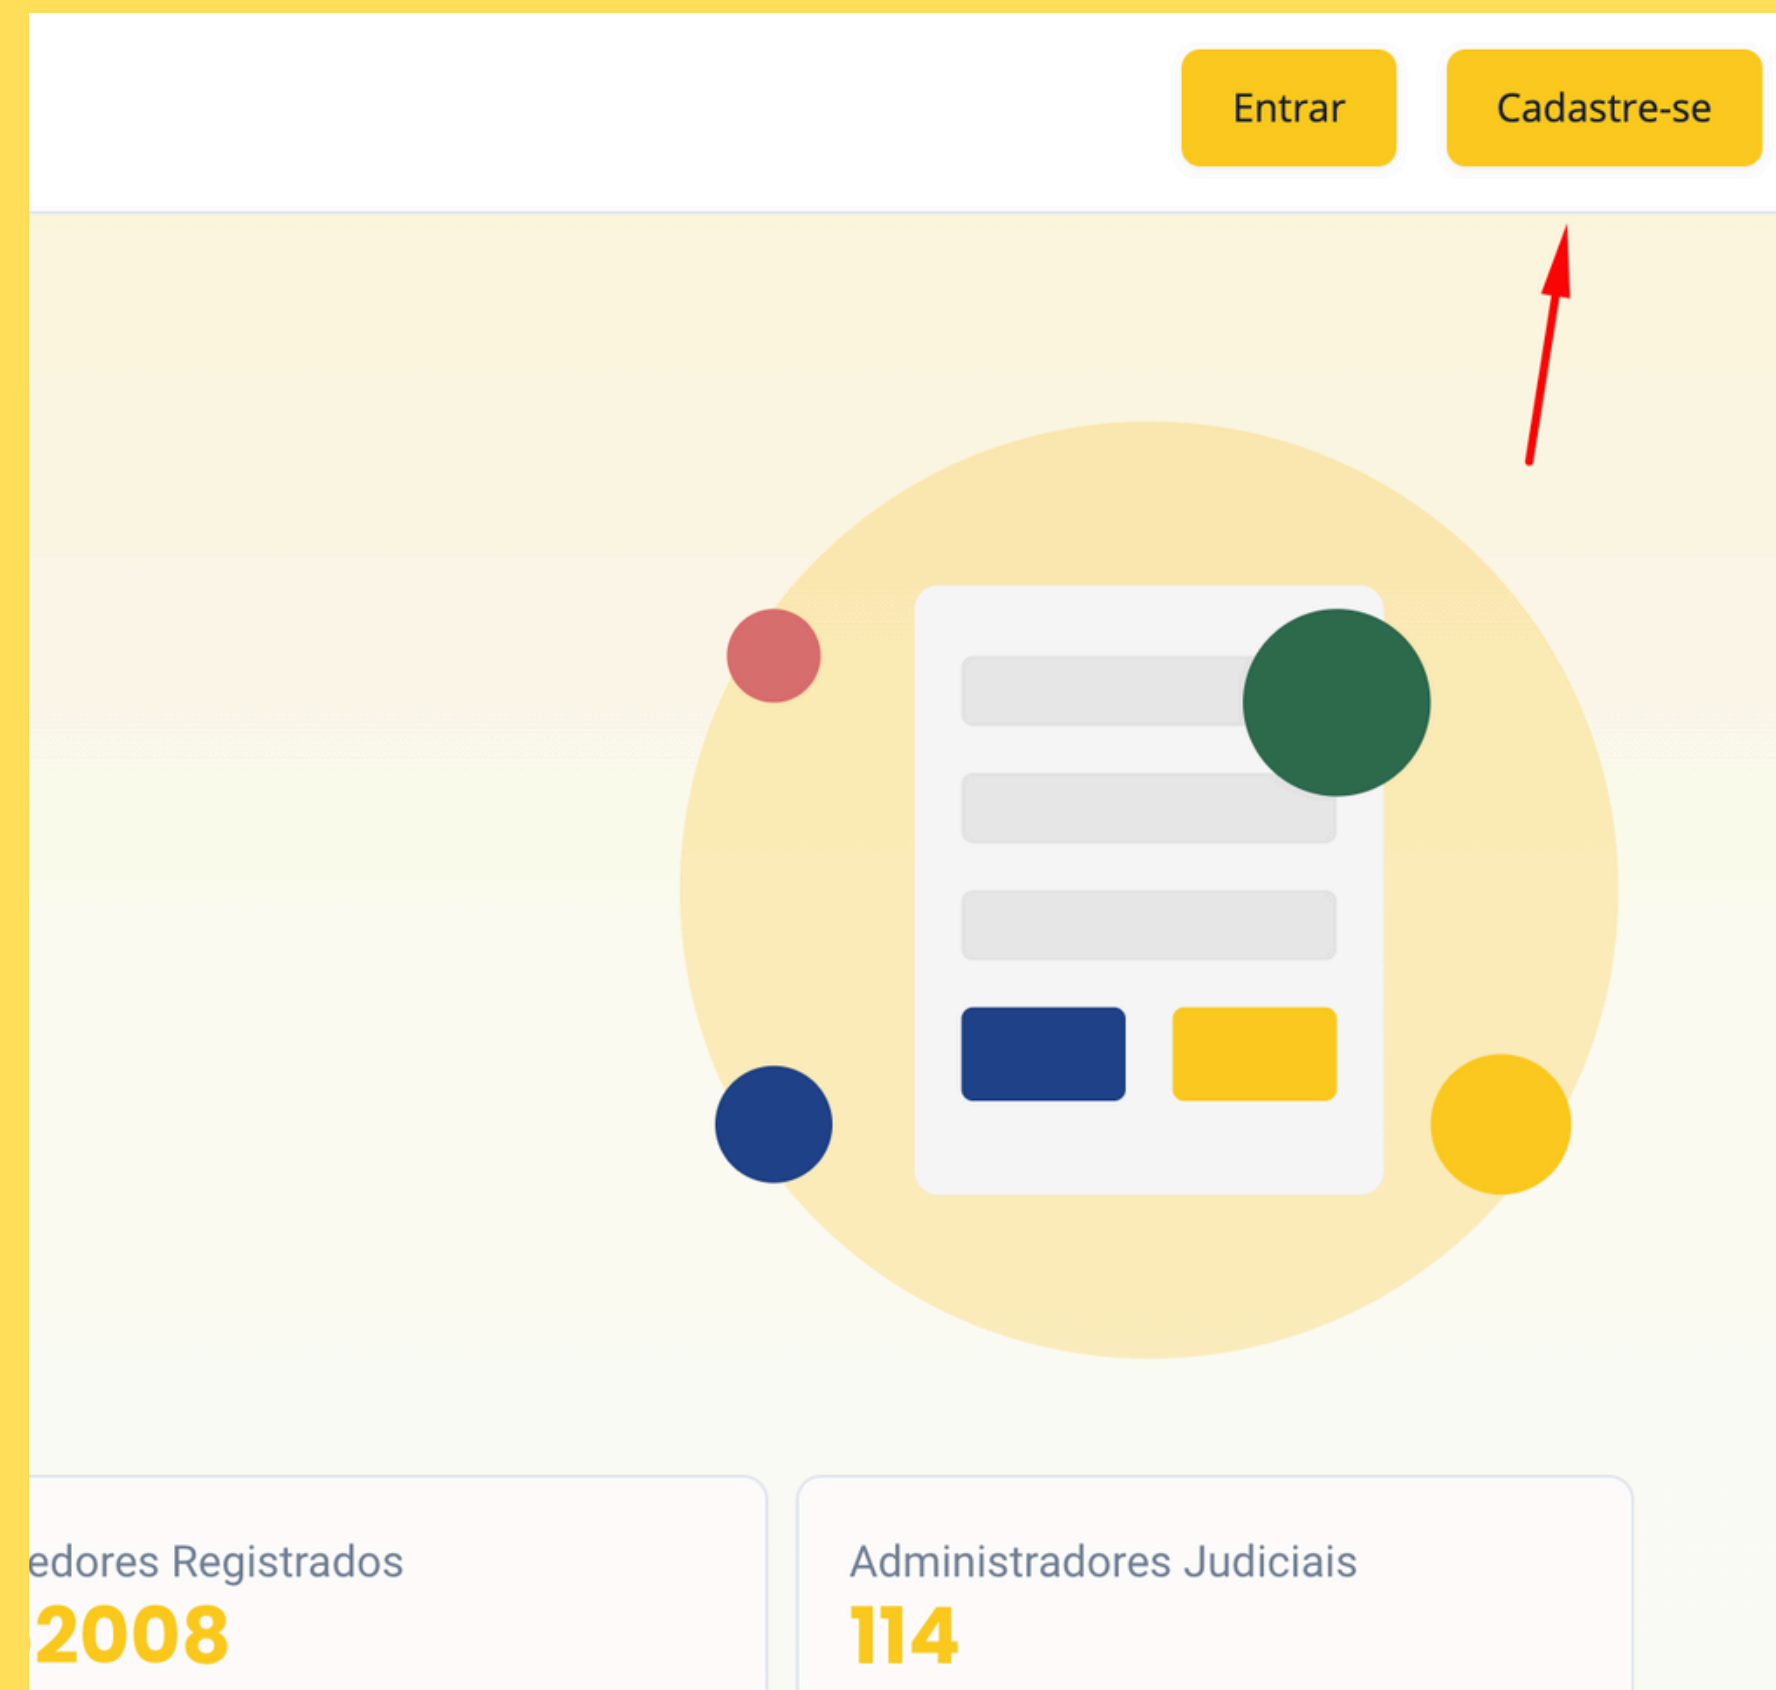 Entrar
Cadastre-se
edores Registrados
2008
Administradores Judiciais
114